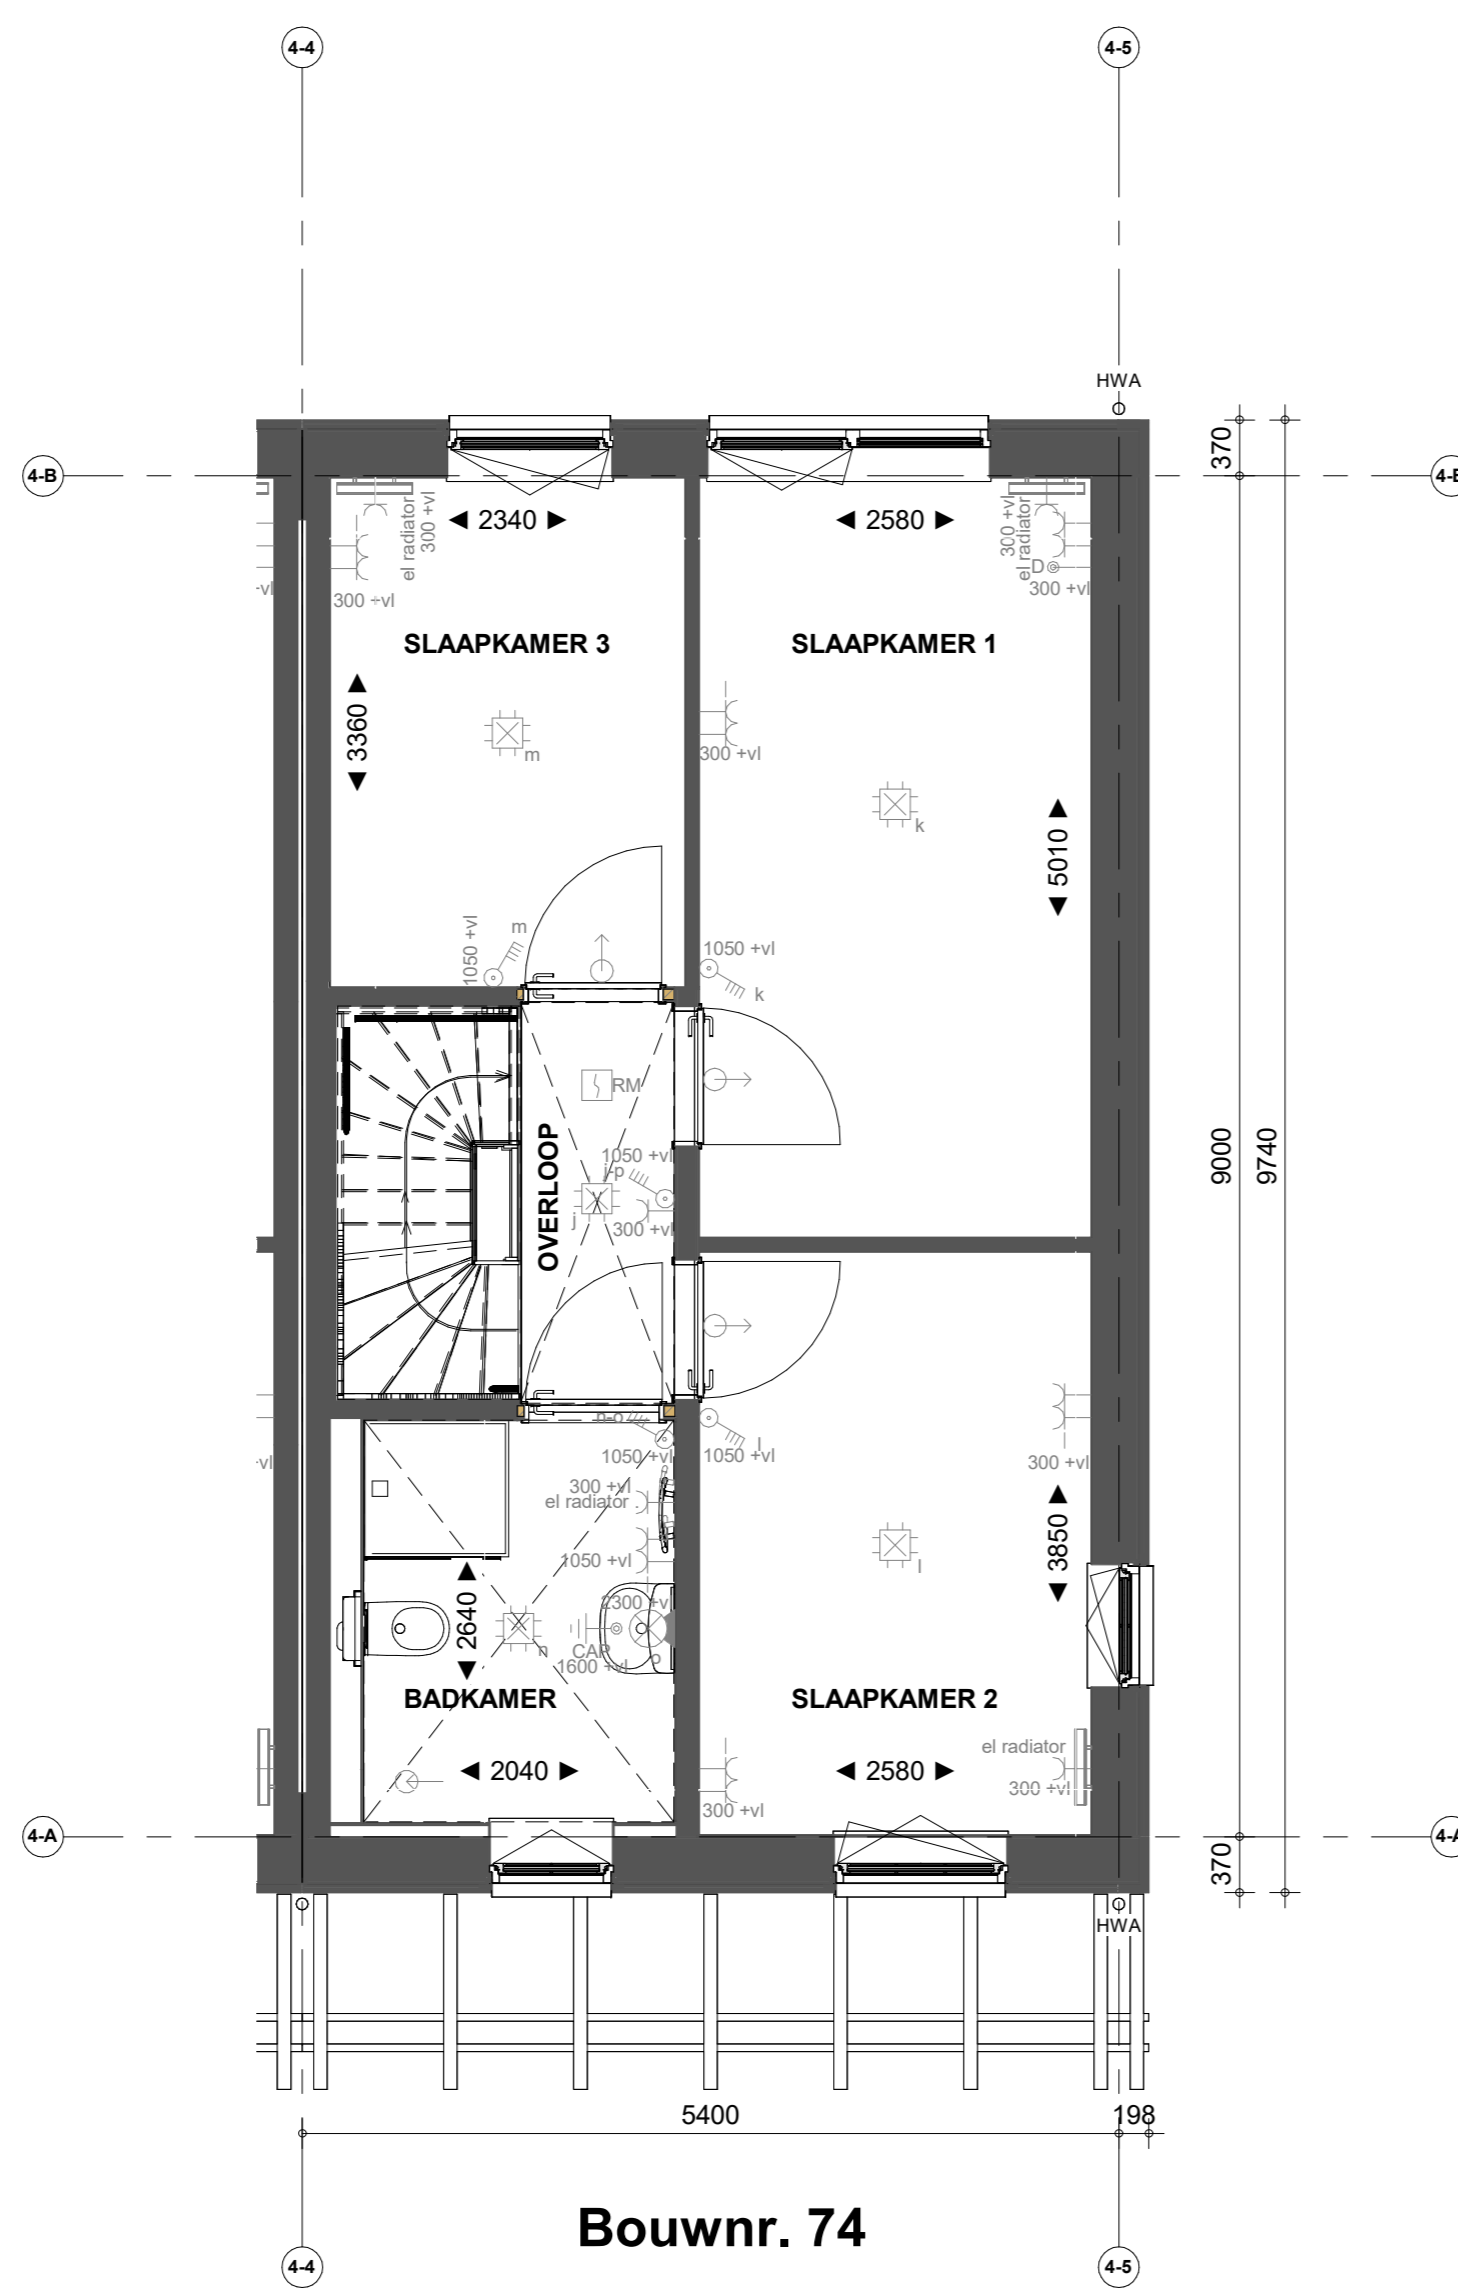 4-4
4-5
HWA
370
4-B
4-B
el radiator
300 +vl
◄ 2340 ►
◄ 2580 ►
300 +vl
el radiator
D
-vl
300 +vl
300 +vl
SLAAPKAMER 3
SLAAPKAMER 1
◄ 3360 ►
m
300 +vl
k
◄ 5010 ►
1050 +vl
m
1050 +vl
k
RM
OVERLOOP
1050 +vl
j-p
j
300 +vl
9000
9740
n-o
1050 +vl
l
1050 +vl
-vl
300 +vl
300 +vl
el radiator
1050 +vl
◄ 3850 ►
l
◄ 2640 ►
2300 +vl
n
CAP
o
1600 +vl
BADKAMER
SLAAPKAMER 2
◄ 2040 ►
◄ 2580 ►
el radiator
300 +vl
300 +vl
4-A
4-A
370
HWA
5400
198
Bouwnr. 74
4-4
4-5